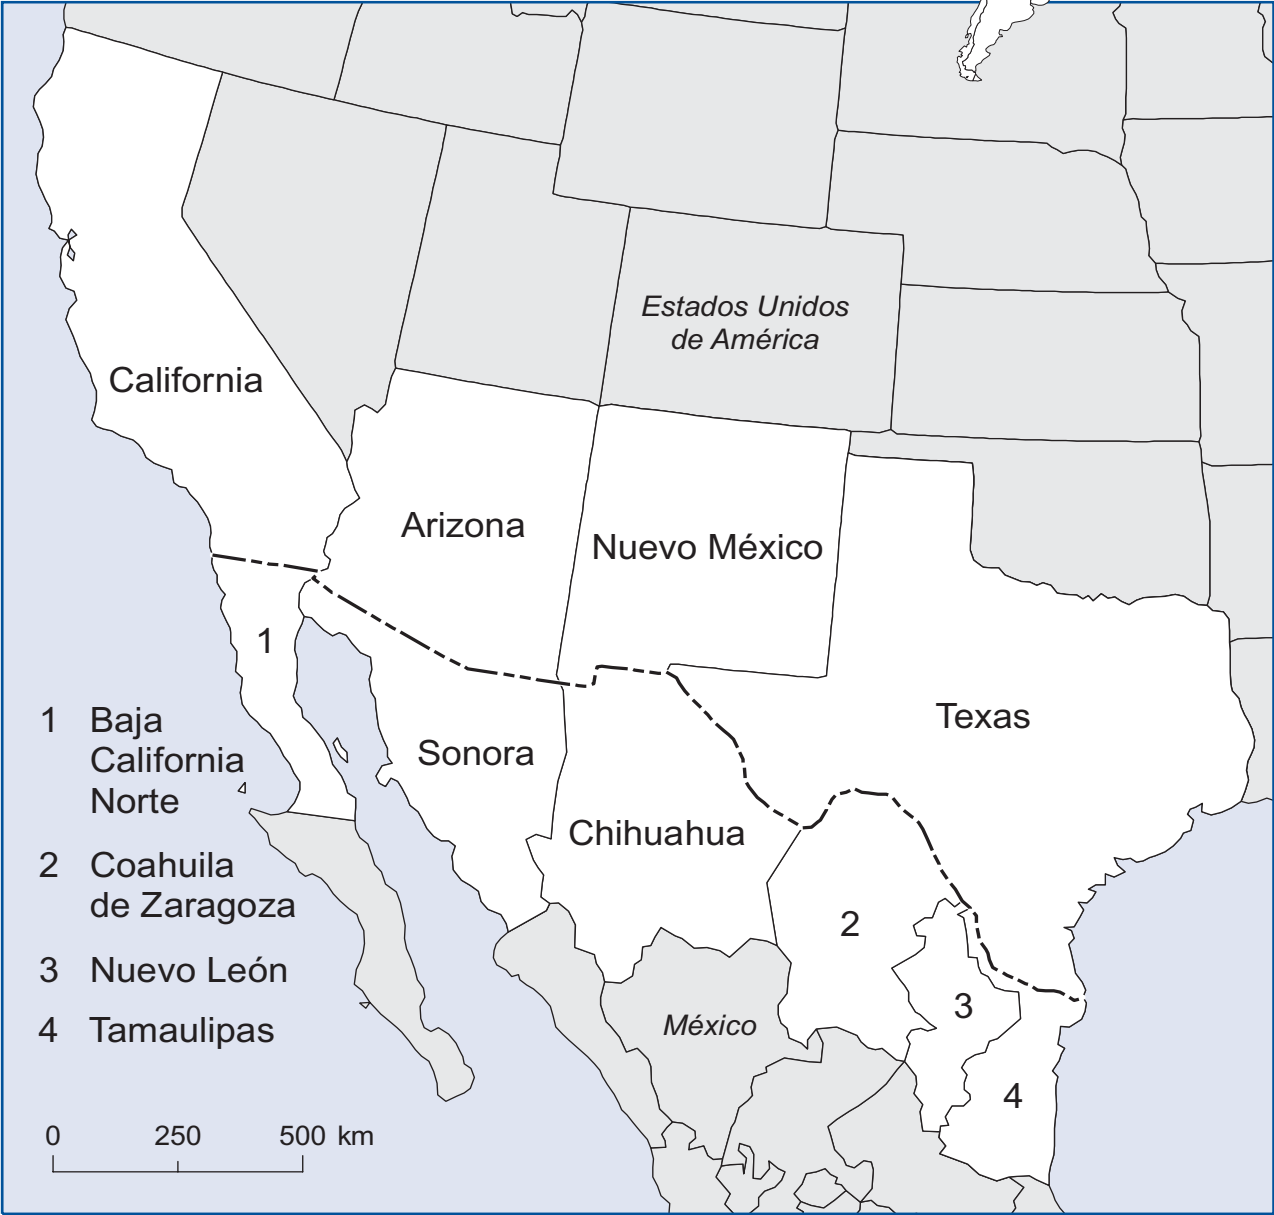 Estados Unidos
de América
California
Arizona
Nuevo México
1
Texas
Sonora
Chihuahua
2
3
México
4
1 Baja
California
Norte
2 Coahuila
de Zaragoza
3 Nuevo León
4 Tamaulipas
0 250 500 km